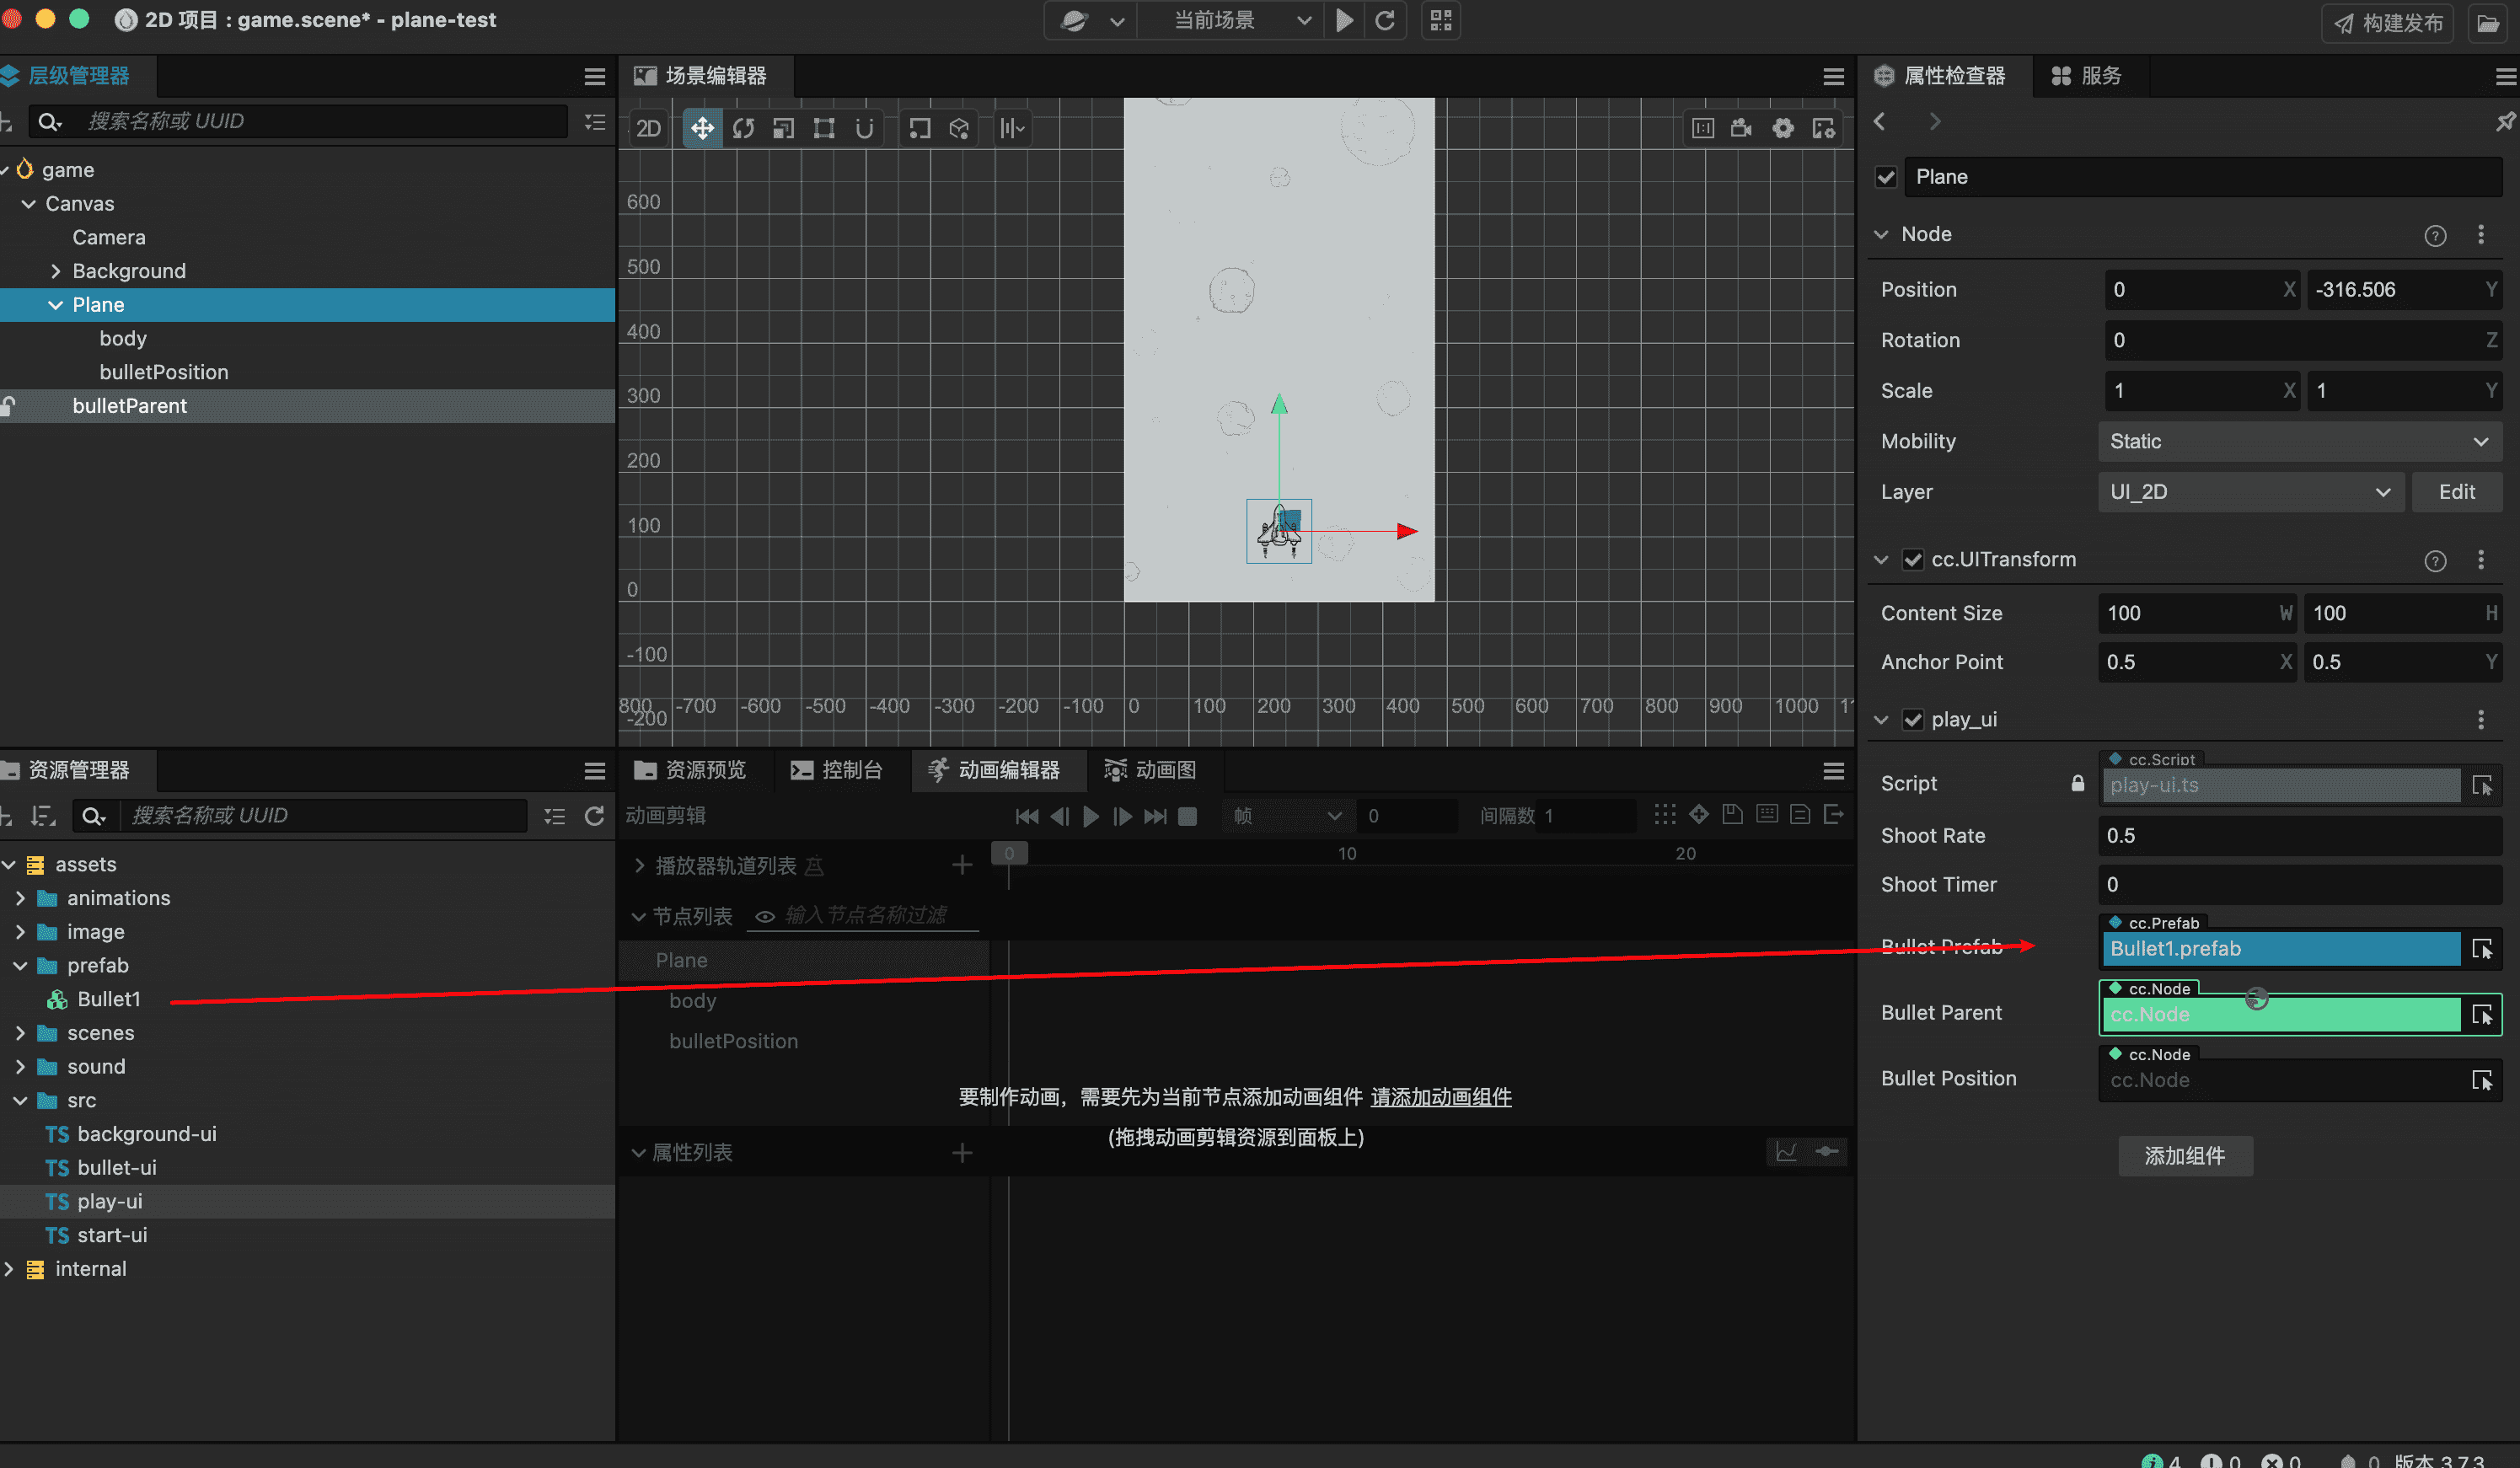 2D 项目 : game.scene* - plane-test
当前场景
构建发布
层级管理器
搜索名称或 UUID
game
Canvas
Camera
Background
Plane
body
bulletPosition
bulletParent
场景编辑器
2D
600
500
400
300
200
100
0
-100
-200
800 -700 -600 -500 -400 -300 -200 -100 0 100 200 300 400 500 600 700 800 900 1000
属性检查器
服务
Plane
Node
Position 0 X -316.506 Y
Rotation 0 Z
Scale 1 X 1 Y
Mobility Static
Layer UI_2D Edit
cc.UITransform
Content Size 100 W 100 H
Anchor Point 0.5 X 0.5 Y
play_ui
cc.Script
Script play-ui.ts
Shoot Rate 0.5
Shoot Timer 0
cc.Prefab
Bullet Prefab Bullet1.prefab
cc.Node
Bullet Parent cc.Node
cc.Node
Bullet Position cc.Node
添加组件
资源管理器
搜索名称或 UUID
assets
animations
image
prefab
Bullet1
scenes
sound
src
TS background-ui
TS bullet-ui
TS play-ui
TS start-ui
internal
资源预览
控制台
动画编辑器
动画图
动画剪辑
帧
0
间隔数 1
播放器轨道列表
0 10 20
节点列表
输入节点名称过滤
Plane
body
bulletPosition
要制作动画，需要先为当前节点添加动画组件 请添加动画组件
(拖拽动画剪辑资源到面板上)
属性列表
4 0 0 0 版本 3.7.3